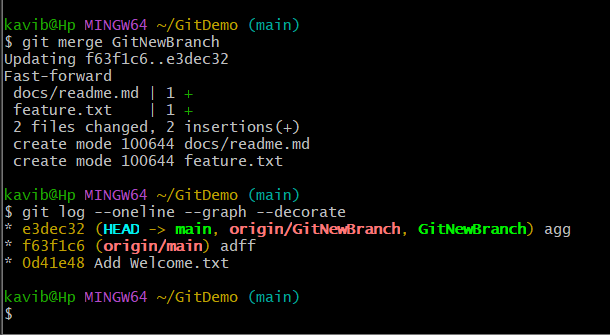 kavib@Hp MINGW64 ~/GitDemo (main)
$ git merge GitNewBranch
Updating f63f1c6..e3dec32
Fast-forward
 docs/readme.md | 1 +
 feature.txt    | 1 +
 2 files changed, 2 insertions(+)
 create mode 100644 docs/readme.md
 create mode 100644 feature.txt
kavib@Hp MINGW64 ~/GitDemo (main)
$ git log --oneline --graph --decorate
* e3dec32 (HEAD -> main, origin/GitNewBranch, GitNewBranch) agg
* f63f1c6 (origin/main) adff
* 0d41e48 Add Welcome.txt
kavib@Hp MINGW64 ~/GitDemo (main)
$